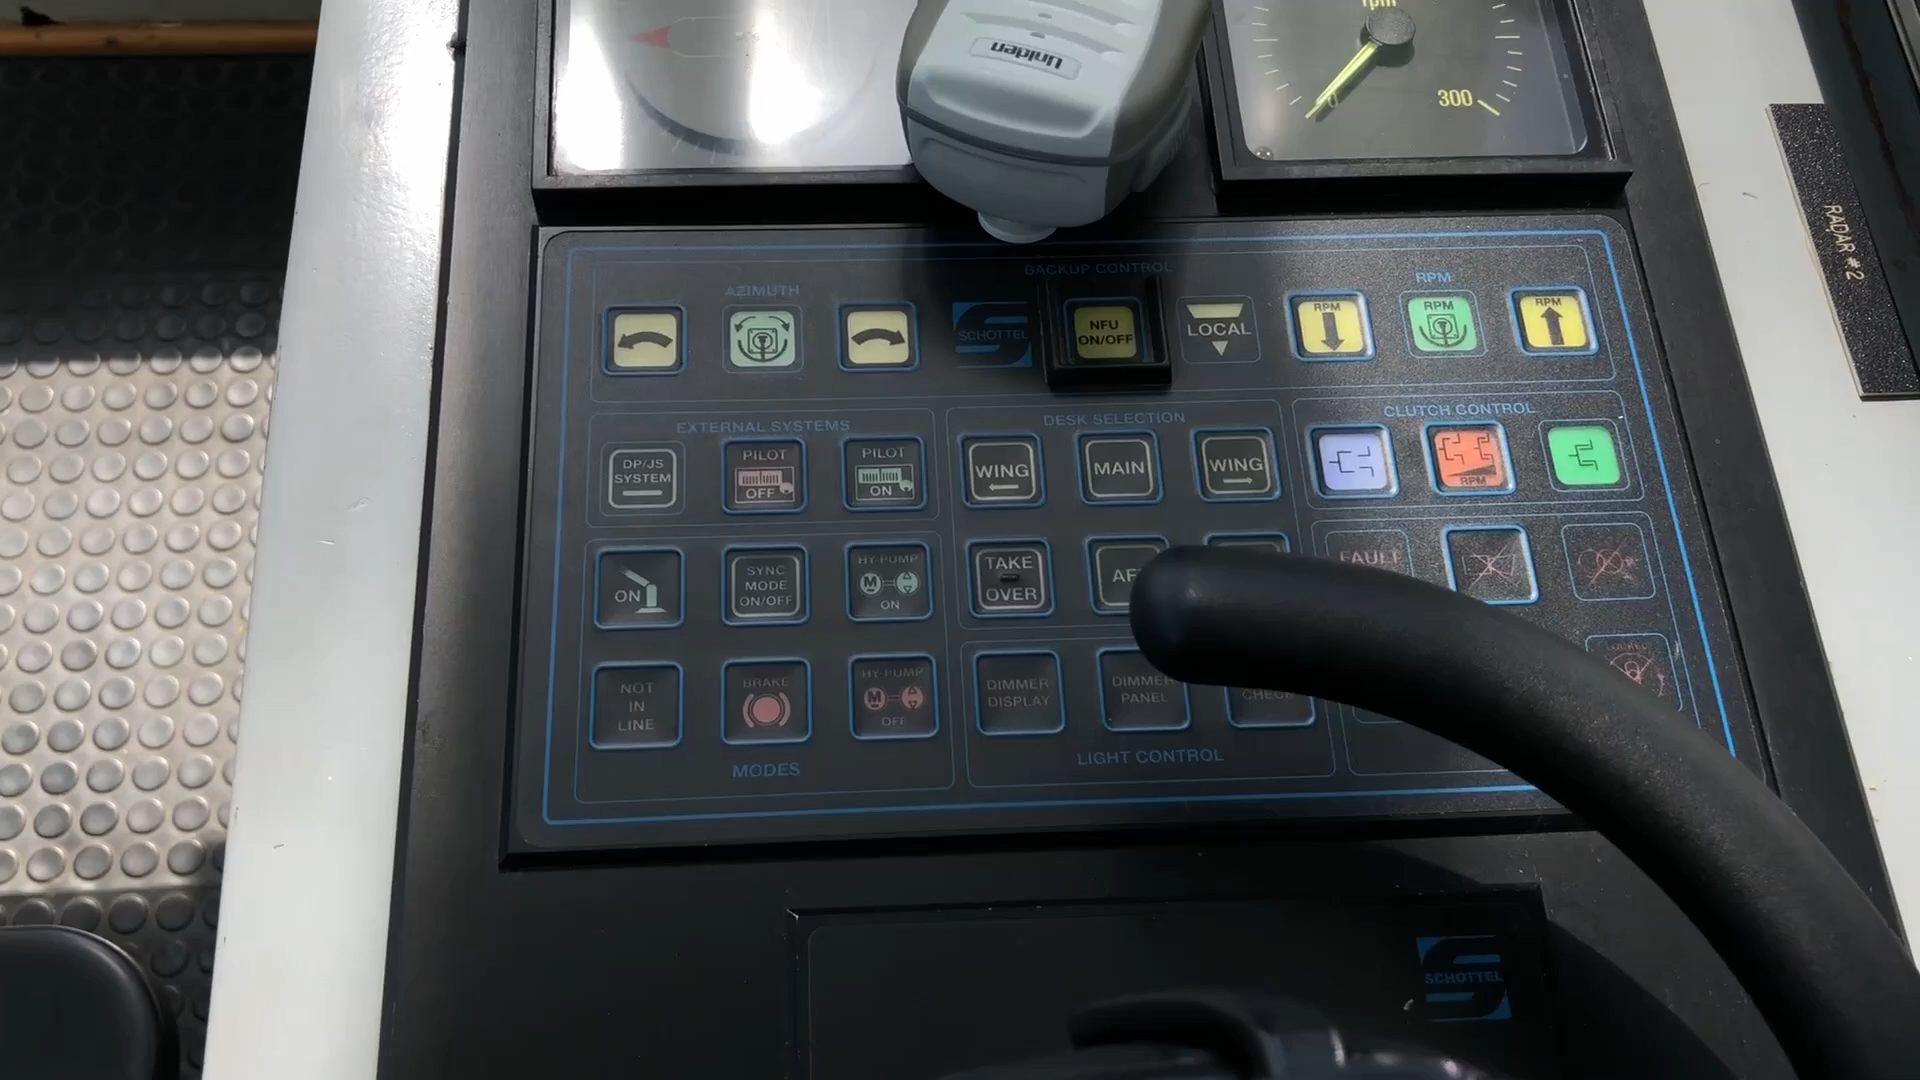 rpm
Uniden
0
300
RADAR #2
BACKUP CONTROL
AZIMUTH
RPM
SCHOTTEL
NFU
ON/OFF
LOCAL
RPM
RPM
RPM
EXTERNAL SYSTEMS
DESK SELECTION
CLUTCH CONTROL
DP/JS
SYSTEM
PILOT
OFF
PILOT
ON
WING
MAIN
WING
RPM
ON
SYNC
MODE
ON/OFF
HY-PUMP
M
ON
TAKE
OVER
FAULT
NOT
IN
LINE
BRAKE
HY-PUMP
M
OFF
DIMMER
DISPLAY
DIMMER
PANEL
CHECK
LOCKED
MODES
LIGHT CONTROL
SCHOTTEL